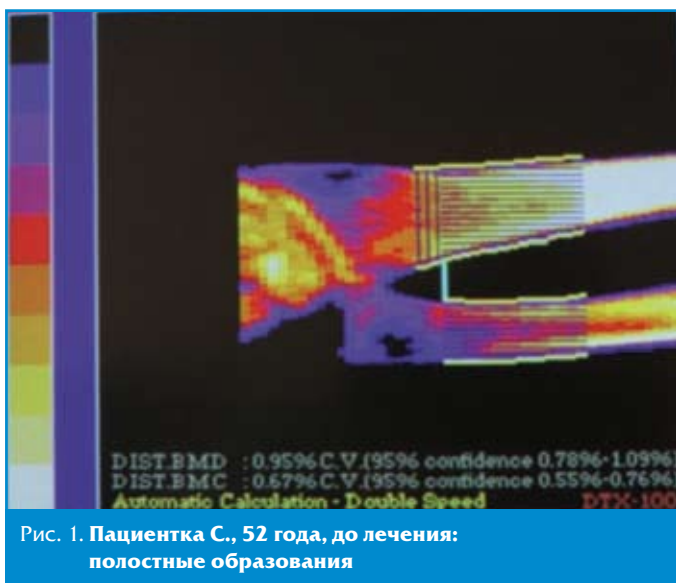 DIST.BMD : 0.9596 C.V.(9596 confidence 0.7896-1.0996)
DIST.BMC : 0.6796 C.V.(9596 confidence 0.5596-0.7696)
Automatic Calculation - Double Speed DTX-100
Рис. 1. Пациентка С., 52 года, до лечения:
полостные образования